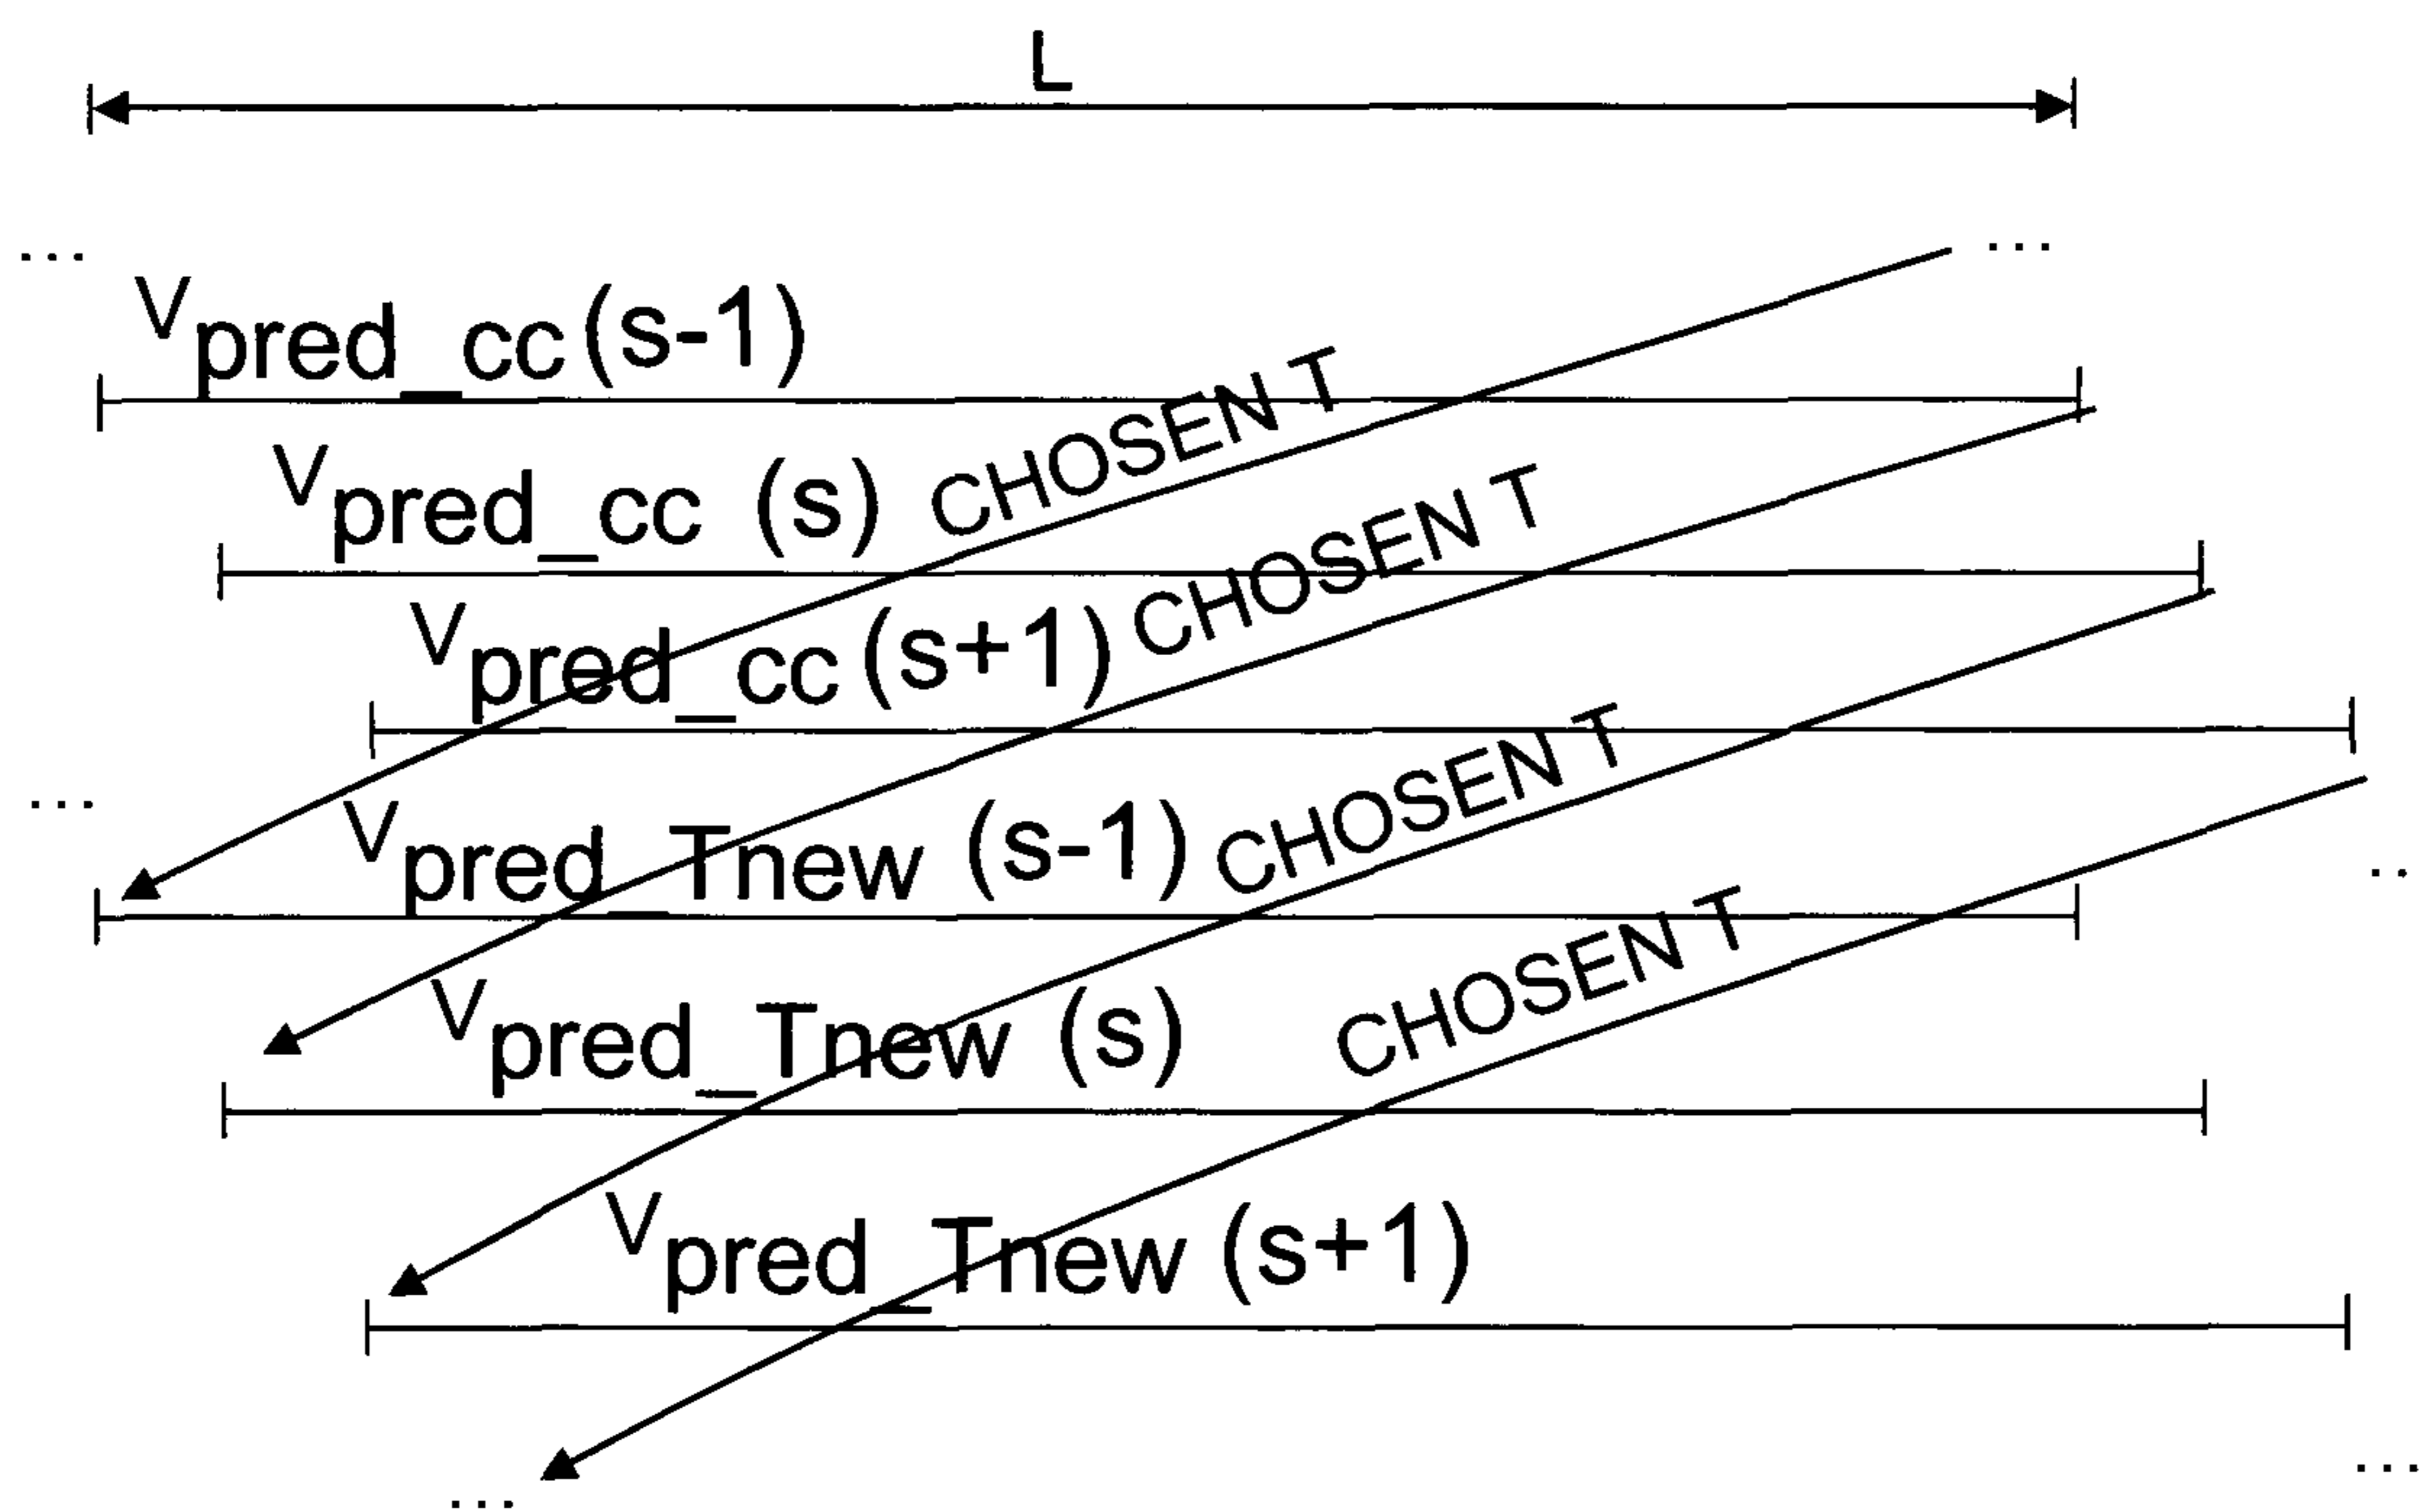 L
... ...
Vpred_cc(s-1)
CHOSEN T
Vpred_cc (s)
CHOSEN T
Vpred_cc(s+1)
CHOSEN T
...
Vpred_Tnew (s-1)
..
CHOSEN T
Vpred_Tnew (s)
Vpred_Tnew (s+1)
...
...